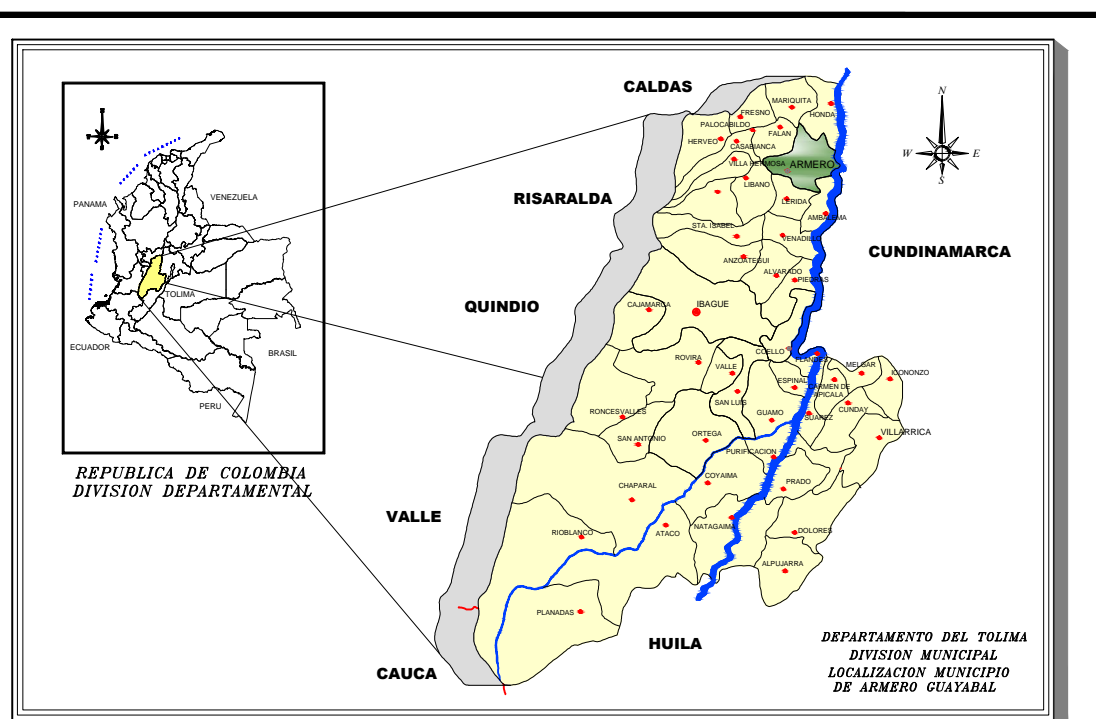 PANAMA
VENEZUELA
TOLIMA
ECUADOR
BRASIL
PERU
REPUBLICA DE COLOMBIA
DIVISION DEPARTAMENTAL
CALDAS
RISARALDA
QUINDIO
VALLE
CAUCA
HUILA
CUNDINAMARCA
N
W
E
S
MARIQUITA
HONDA
FRESNO
PALOCABILDO
FALAN
HERVEO
CASABIANCA
VILLA HERMOSA
ARMERO
LIBANO
LERIDA
AMBALEMA
STA. ISABEL
VENADILLO
ANZOATEGUI
ALVARADO
PIEDRAS
CAJAMARCA
IBAGUE
COELLO
FLANDES
ROVIRA
VALLE
MELGAR
ICONONZO
ESPINAL
CARMEN DE
APICALA
SAN LUIS
CUNDAY
RONCESVALLES
GUAMO
SUAREZ
SAN ANTONIO
ORTEGA
VILLARRICA
PURIFICACION
CHAPARAL
COYAIMA
PRADO
RIOBLANCO
ATACO
NATAGAIMA
DOLORES
ALPUJARRA
PLANADAS
DEPARTAMENTO DEL TOLIMA
DIVISION MUNICIPAL
LOCALIZACION MUNICIPIO
DE ARMERO GUAYABAL